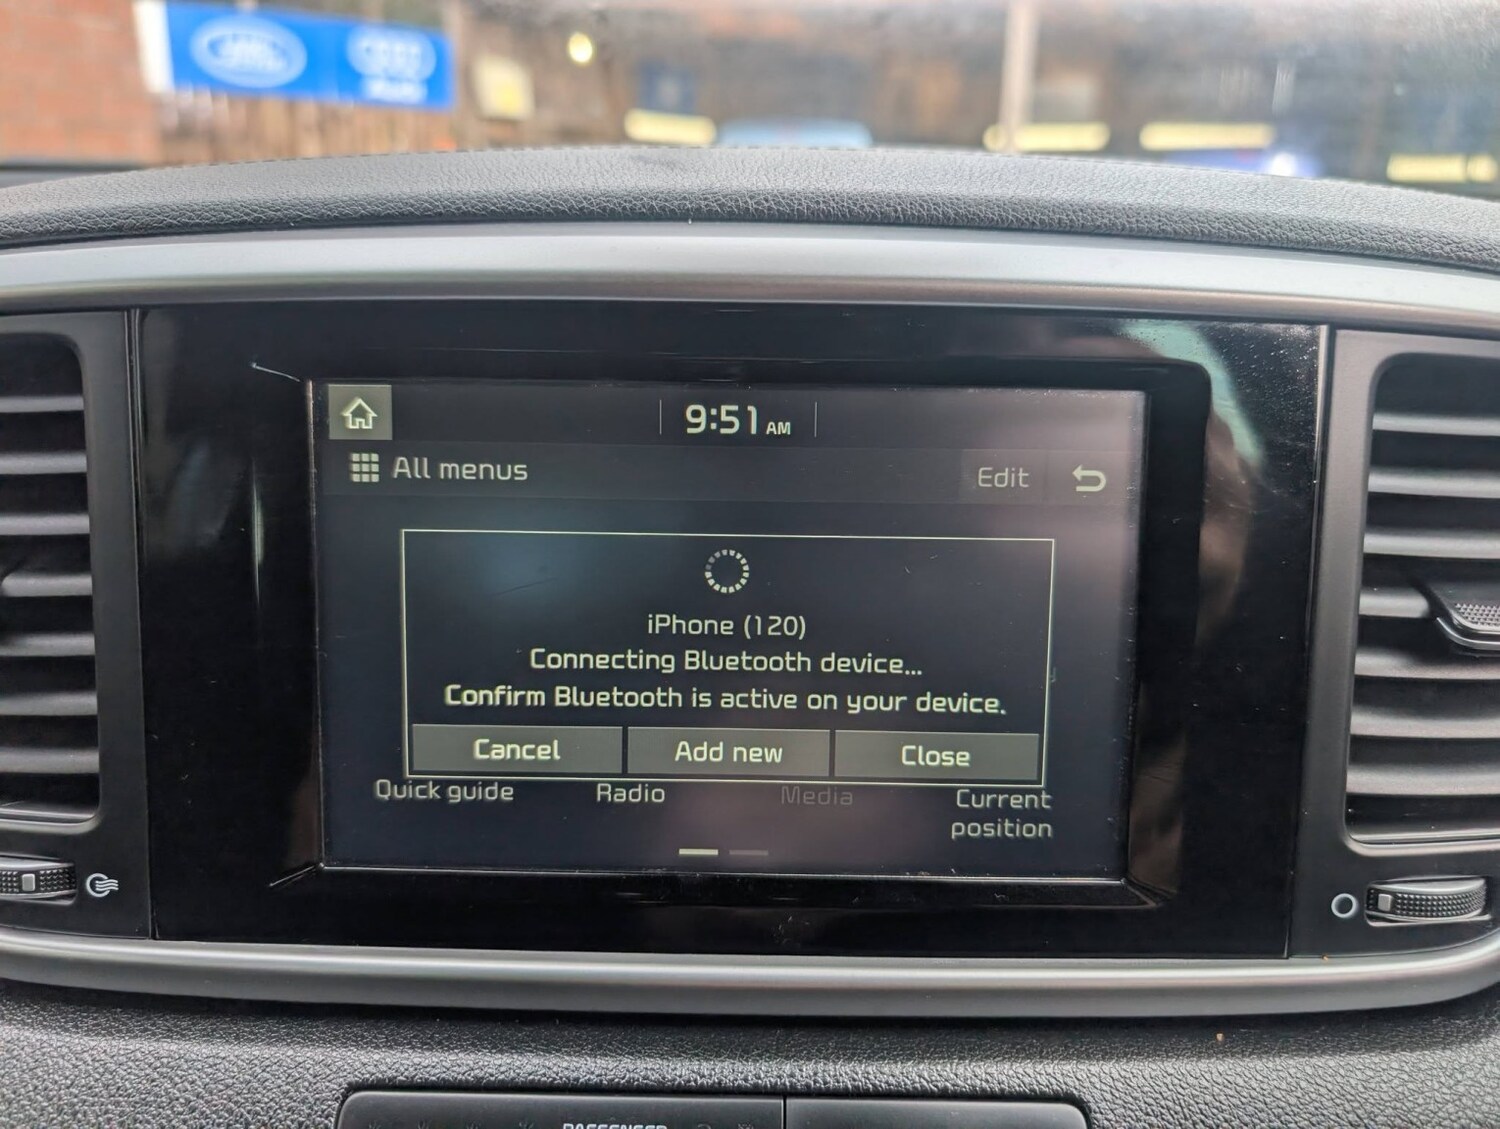 9:51 AM
All menus
Edit
iPhone (120)
Connecting Bluetooth device...
Confirm Bluetooth is active on your device.
Cancel
Add new
Close
Quick guide
Radio
Media
Current
position
PASSENGER